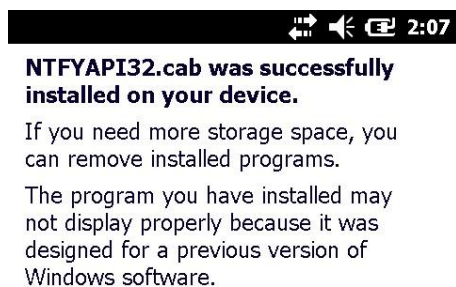 2:07
NTFYAPI32.cab was successfully
installed on your device.
If you need more storage space, you
can remove installed programs.
The program you have installed may
not display properly because it was
designed for a previous version of
Windows software.